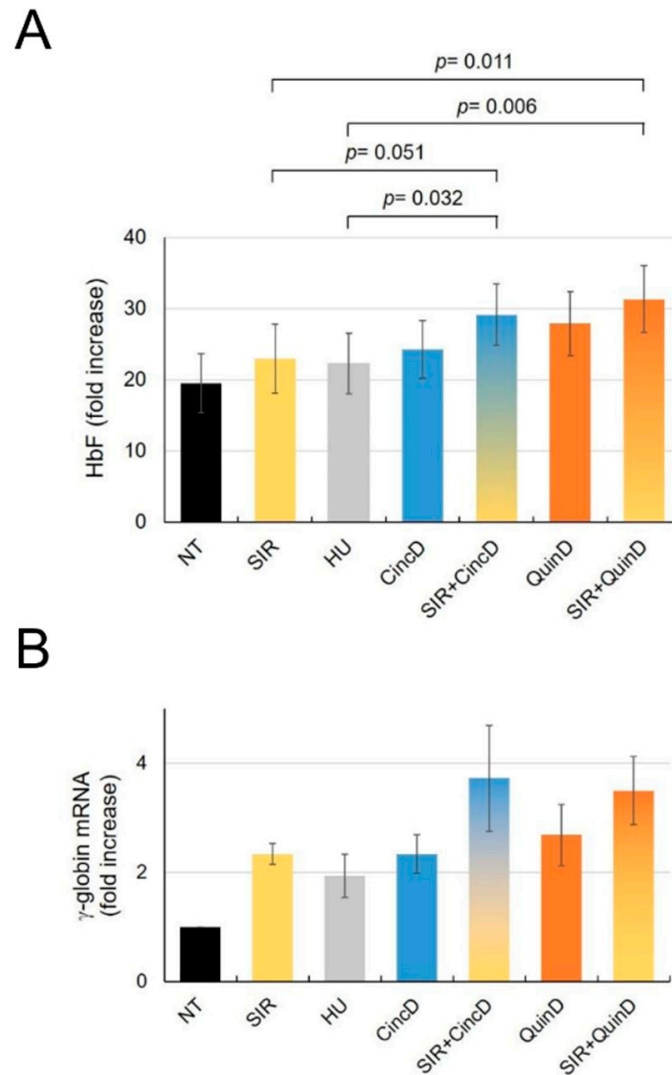 A
p= 0.011
p= 0.006
p= 0.051
p= 0.032
40
30
20
10
0
HbF (fold increase)
NT
SIR
HU
CincD
SIR+CincD
QuinD
SIR+QuinD
B
4
2
0
γ-globin mRNA
(fold increase)
NT
SIR
HU
CincD
SIR+CincD
QuinD
SIR+QuinD